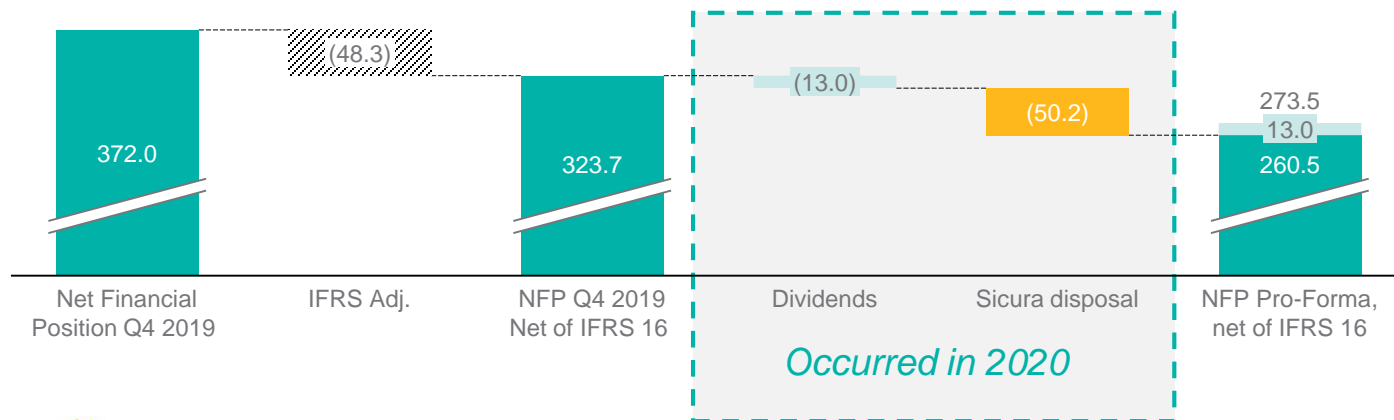 (48.3)
(13.0)
(50.2)
273.5
13.0
372.0
323.7
260.5
Net Financial
Position Q4 2019
IFRS Adj.
NFP Q4 2019
Net of IFRS 16
Dividends
Sicura disposal
NFP Pro-Forma,
net of IFRS 16
Occurred in 2020